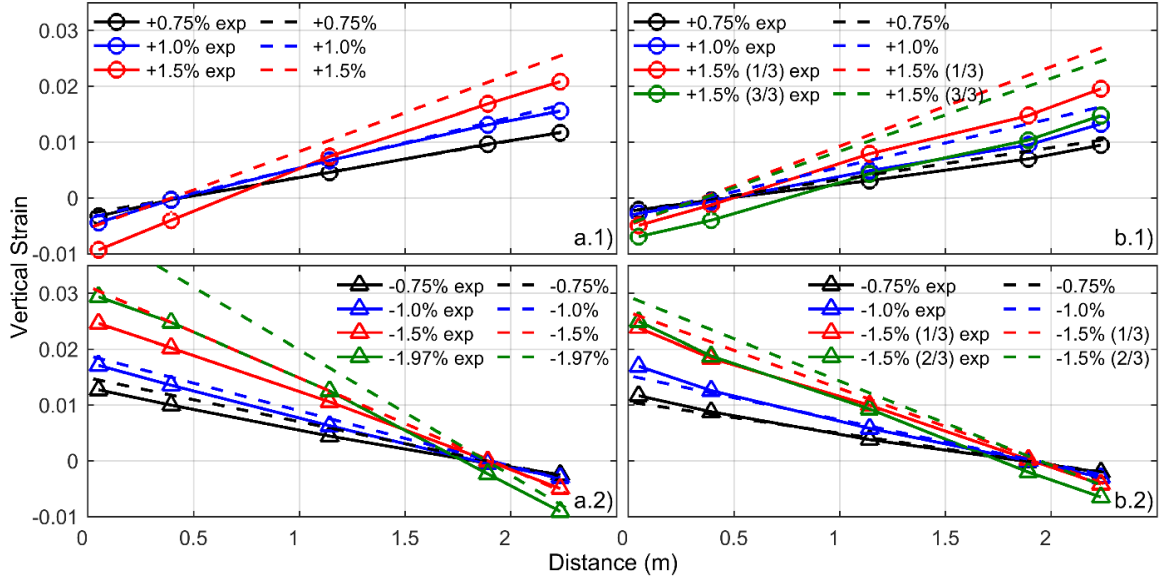 0.03
0.02
0.01
0
-0.01
+0.75% exp +0.75%
+1.0% exp +1.0%
+1.5% exp +1.5%
a.1)
+0.75% exp +0.75%
+1.0% exp +1.0%
+1.5% (1/3) exp +1.5% (1/3)
+1.5% (3/3) exp +1.5% (3/3)
b.1)
Vertical Strain
0.03
0.02
0.01
0
-0.01
-0.75% exp -0.75%
-1.0% exp -1.0%
-1.5% exp -1.5%
-1.97% exp -1.97%
a.2)
-0.75% exp -0.75%
-1.0% exp -1.0%
-1.5% (1/3) exp -1.5% (1/3)
-1.5% (2/3) exp -1.5% (2/3)
b.2)
0 0.5 1 1.5 2 0 0.5 1 1.5 2
Distance (m)